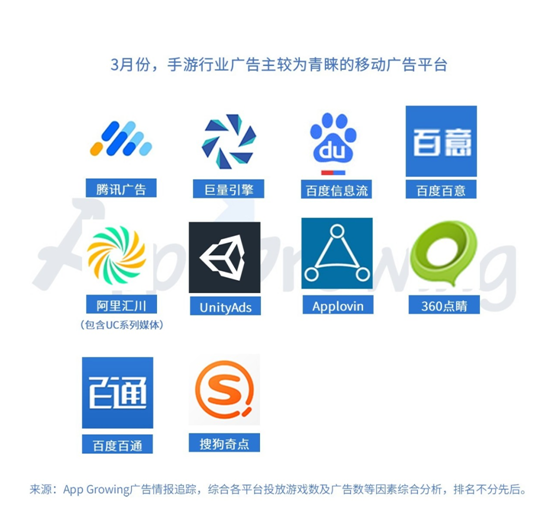 3月份，手游行业广告主较为青睐的移动广告平台
du
百意
腾讯广告
巨量引擎
百度信息流
百度百意
App Growing
阿里汇川
UnityAds
Applovin
360点睛
（包含UC系列媒体）
百通
S
百度百通
搜狗奇点
来源：App Growing广告情报追踪，综合各平台投放游戏数及广告数等因素综合分析，排名不分先后。